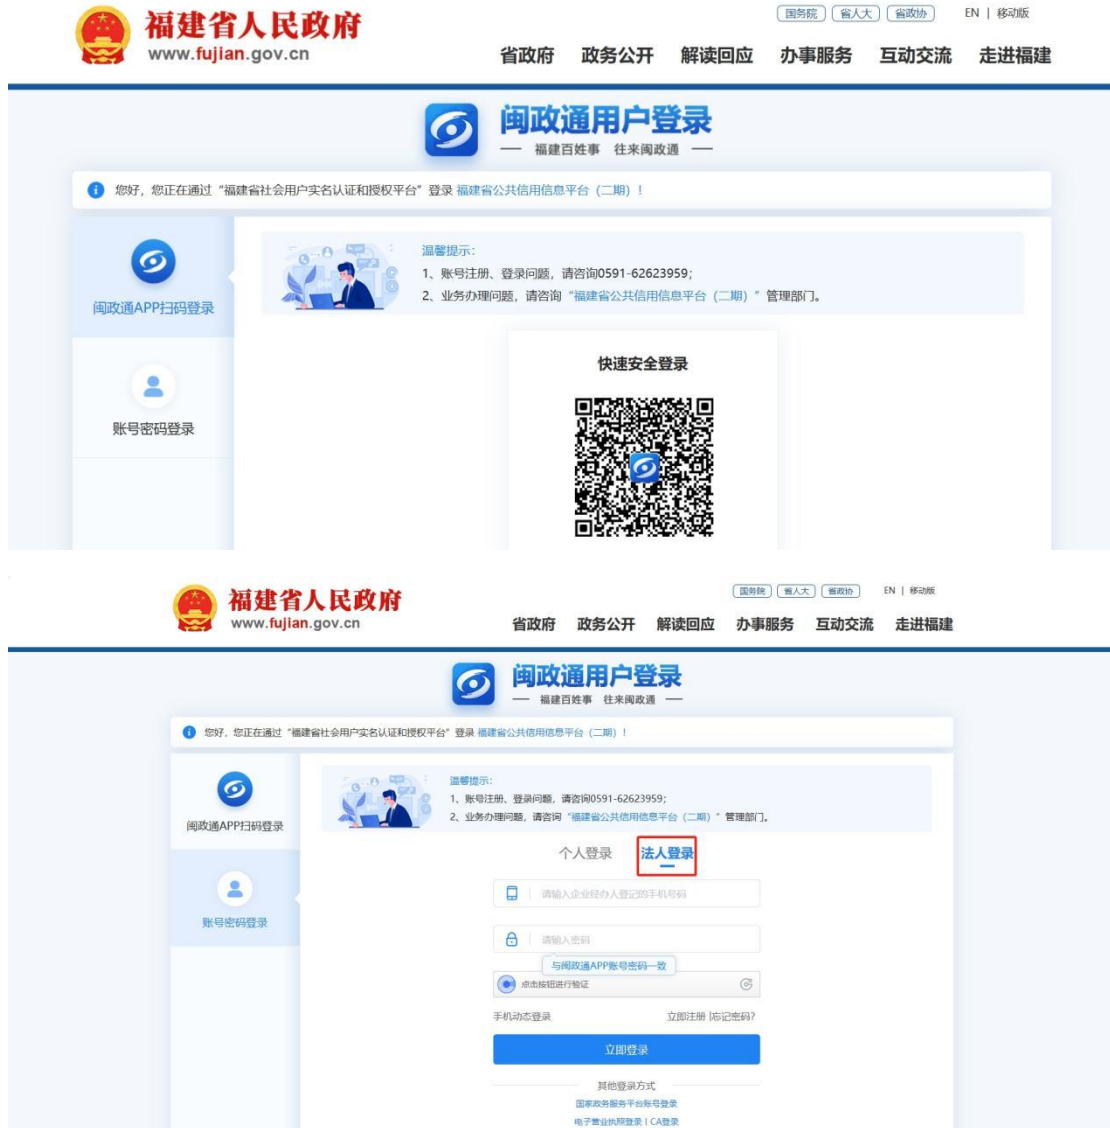 福建省人民政府
www.fujian.gov.cn
国务院 省人大 省政协 EN | 移动版
省政府 政务公开 解读回应 办事服务 互动交流 走进福建
闽政通用户登录
福建百姓事 往来闽政通
您好，您正在通过“福建省社会用户实名认证和授权平台”登录 福建省公共信用信息平台（二期）！
闽政通APP扫码登录
账号密码登录
温馨提示：
1、账号注册、登录问题，请咨询0591-62623959；
2、业务办理问题，请咨询“福建省公共信用信息平台（二期）”管理部门。
快速安全登录
福建省人民政府
www.fujian.gov.cn
国务院 省人大 省政协 EN | 移动版
省政府 政务公开 解读回应 办事服务 互动交流 走进福建
闽政通用户登录
福建百姓事 往来闽政通
您好，您正在通过“福建省社会用户实名认证和授权平台”登录 福建省公共信用信息平台（二期）！
闽政通APP扫码登录
账号密码登录
温馨提示：
1、账号注册、登录问题，请咨询0591-62623959；
2、业务办理问题，请咨询“福建省公共信用信息平台（二期）”管理部门。
个人登录 法人登录
请输入企业经办人登记的手机号码
请输入密码
与闽政通APP账号密码一致
点击按钮进行验证
手机动态登录 立即注册 |忘记密码?
立即登录
其他登录方式
国家政务服务平台账号登录
电子营业执照登录 | CA登录